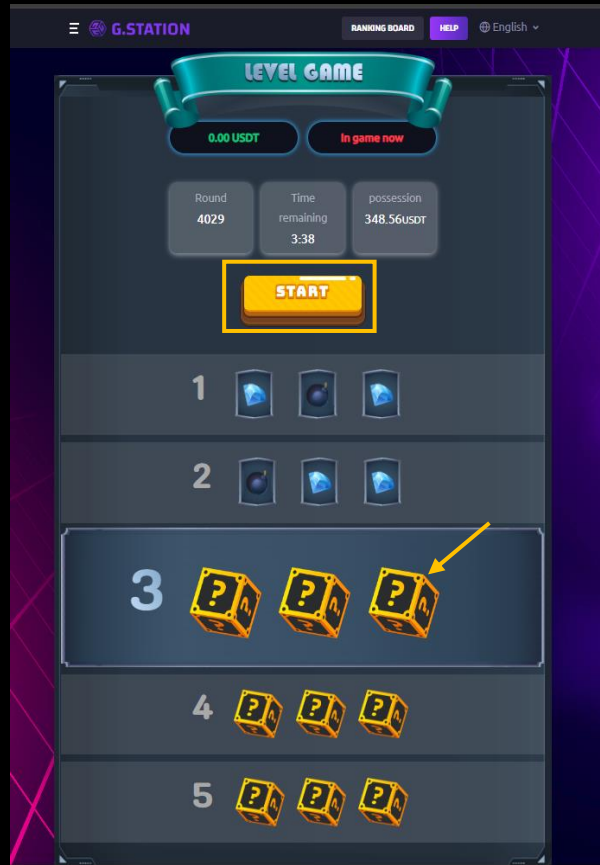 G.STATION
RANKING BOARD
HELP
English
LEVEL GAME
0.00 USDT
In game now
Round
4029
Time
remaining
3:38
possession
348.56USDT
START
1
2
3
? ? ? ? ? ? ? ? ?
4
? ? ? ? ? ? ? ? ?
5
? ? ? ? ? ? ? ? ?